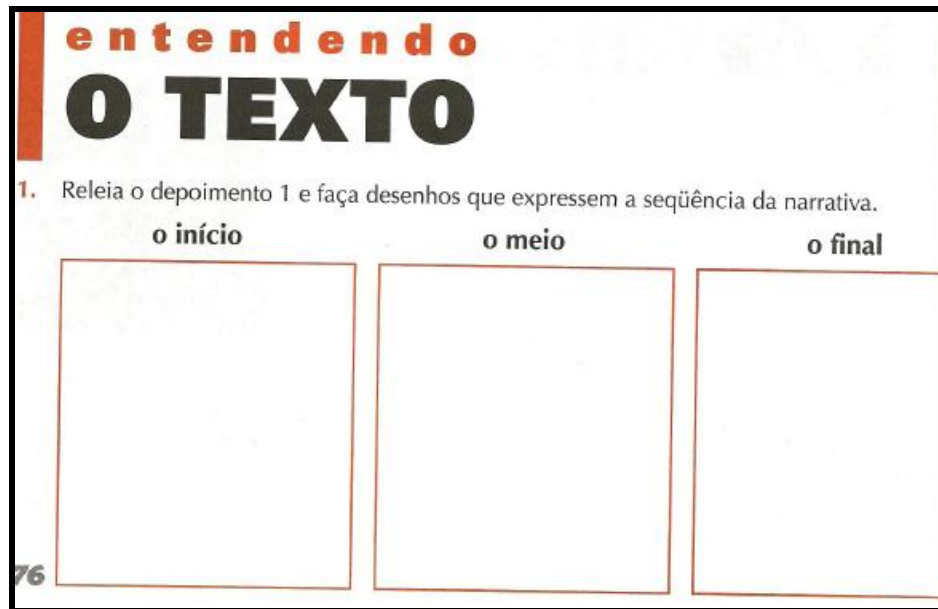 entendendo
O TEXTO
1. Releia o depoimento 1 e faça desenhos que expressem a seqüência da narrativa.
o início o meio o final
76